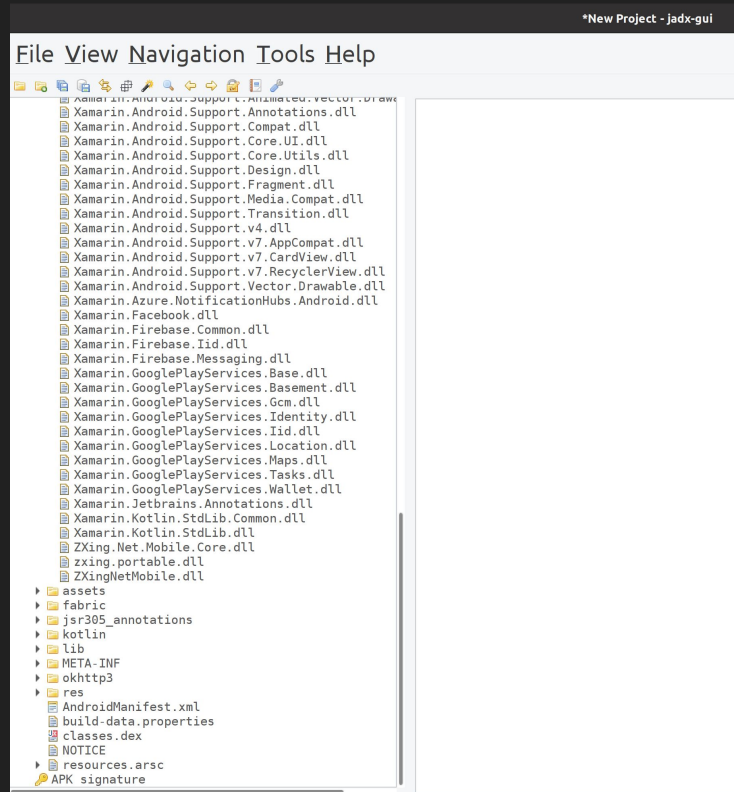 *New Project - jadx-gui
File View Navigation Tools Help
Xamarin.Android.Support.Animated.Vector.Drawa
Xamarin.Android.Support.Annotations.dll
Xamarin.Android.Support.Compat.dll
Xamarin.Android.Support.Core.UI.dll
Xamarin.Android.Support.Core.Utils.dll
Xamarin.Android.Support.Design.dll
Xamarin.Android.Support.Fragment.dll
Xamarin.Android.Support.Media.Compat.dll
Xamarin.Android.Support.Transition.dll
Xamarin.Android.Support.v4.dll
Xamarin.Android.Support.v7.AppCompat.dll
Xamarin.Android.Support.v7.CardView.dll
Xamarin.Android.Support.v7.RecyclerView.dll
Xamarin.Android.Support.Vector.Drawable.dll
Xamarin.Azure.NotificationHubs.Android.dll
Xamarin.Facebook.dll
Xamarin.Firebase.Common.dll
Xamarin.Firebase.Iid.dll
Xamarin.Firebase.Messaging.dll
Xamarin.GooglePlayServices.Base.dll
Xamarin.GooglePlayServices.Basement.dll
Xamarin.GooglePlayServices.Gcm.dll
Xamarin.GooglePlayServices.Identity.dll
Xamarin.GooglePlayServices.Iid.dll
Xamarin.GooglePlayServices.Location.dll
Xamarin.GooglePlayServices.Maps.dll
Xamarin.GooglePlayServices.Tasks.dll
Xamarin.GooglePlayServices.Wallet.dll
Xamarin.Jetbrains.Annotations.dll
Xamarin.Kotlin.StdLib.Common.dll
Xamarin.Kotlin.StdLib.dll
ZXing.Net.Mobile.Core.dll
zxing.portable.dll
ZXingNetMobile.dll
assets
fabric
jsr305_annotations
kotlin
lib
META-INF
okhttp3
res
AndroidManifest.xml
build-data.properties
classes.dex
NOTICE
resources.arsc
APK signature